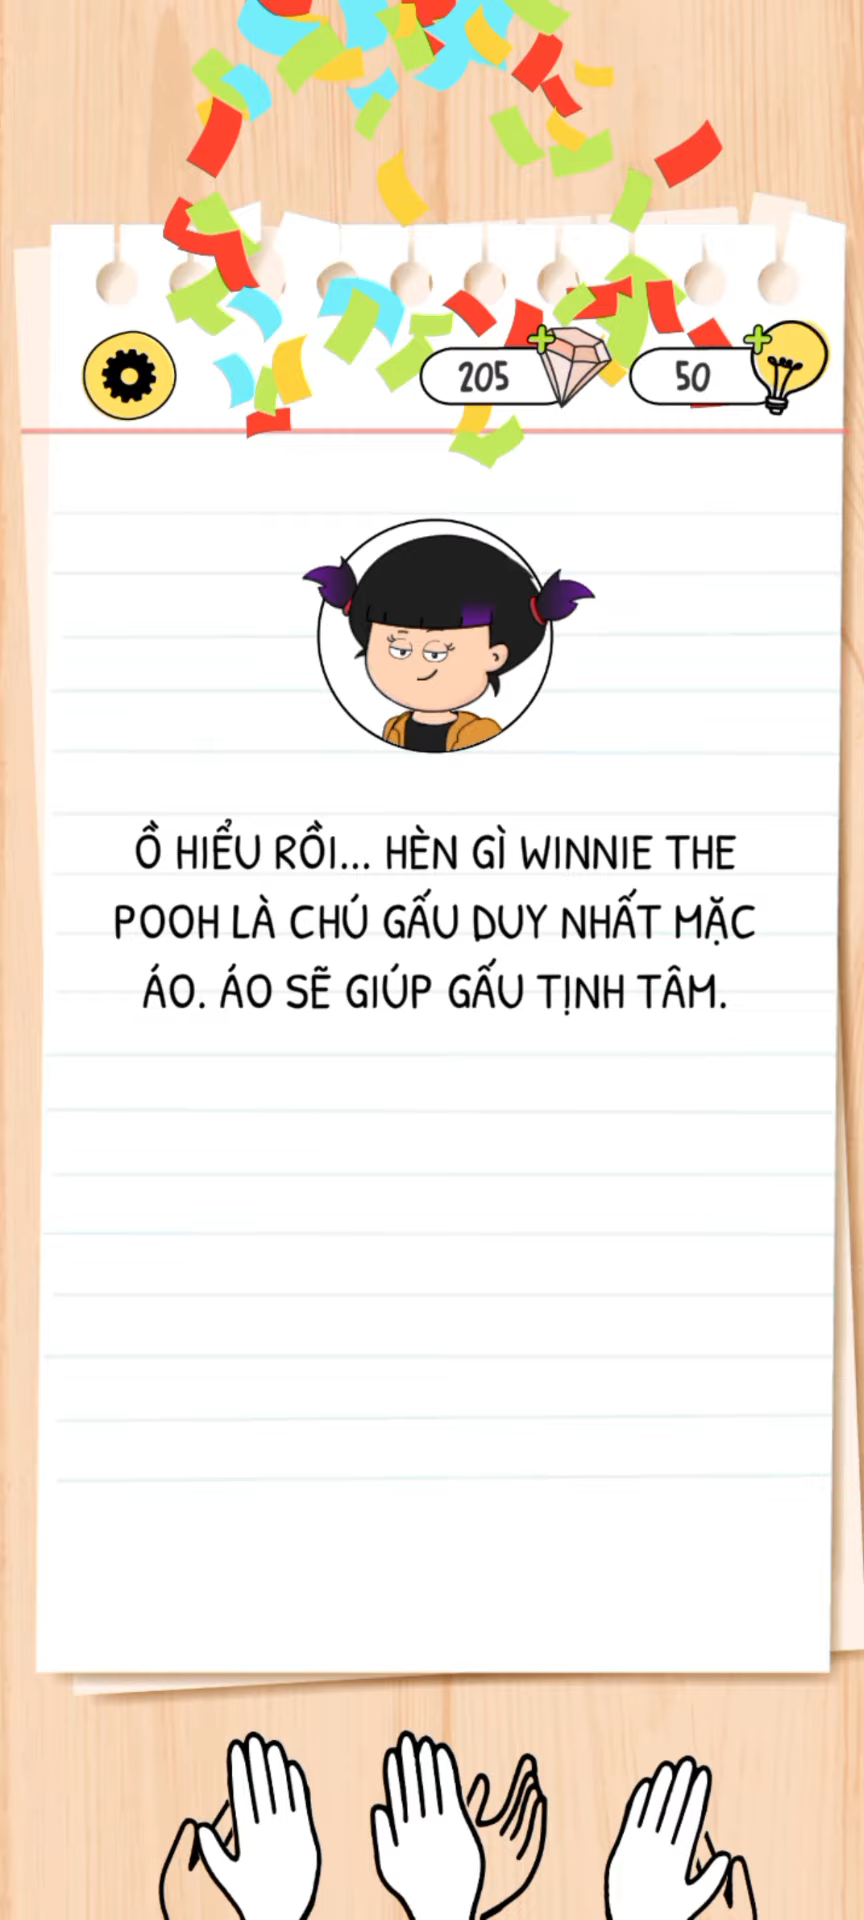 205
50
Ồ HIỂU RỒI... HÈN GÌ WINNIE THE
POOH LÀ CHÚ GẤU DUY NHẤT MẶC
ÁO. ÁO SẼ GIÚP GẤU TỊNH TÂM.